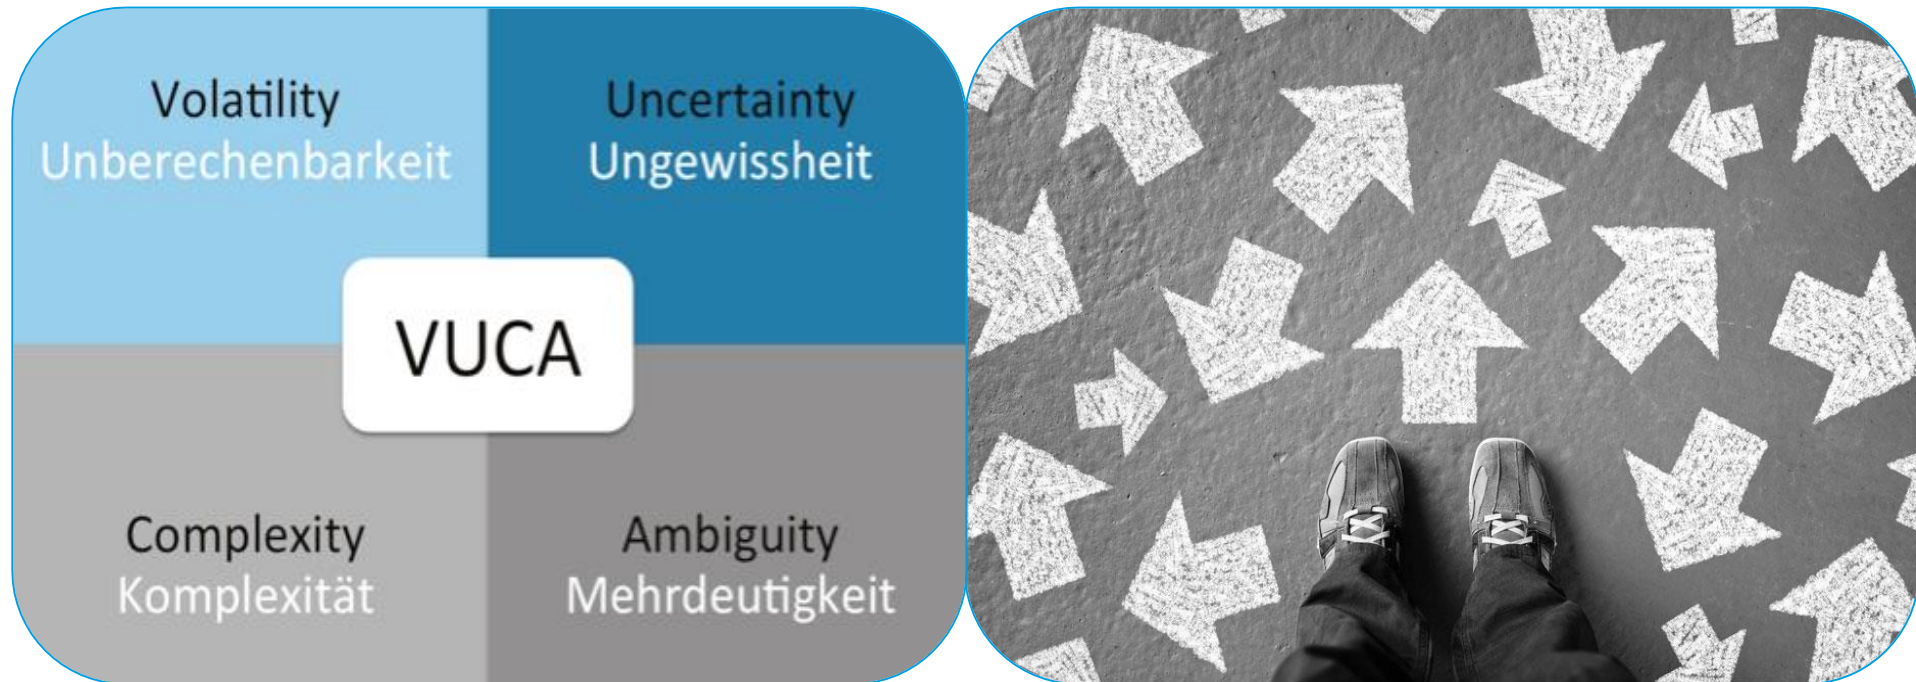 Volatility
Unberechenbarkeit
Uncertainty
Ungewissheit
VUCA
Complexity
Komplexität
Ambiguity
Mehrdeutigkeit